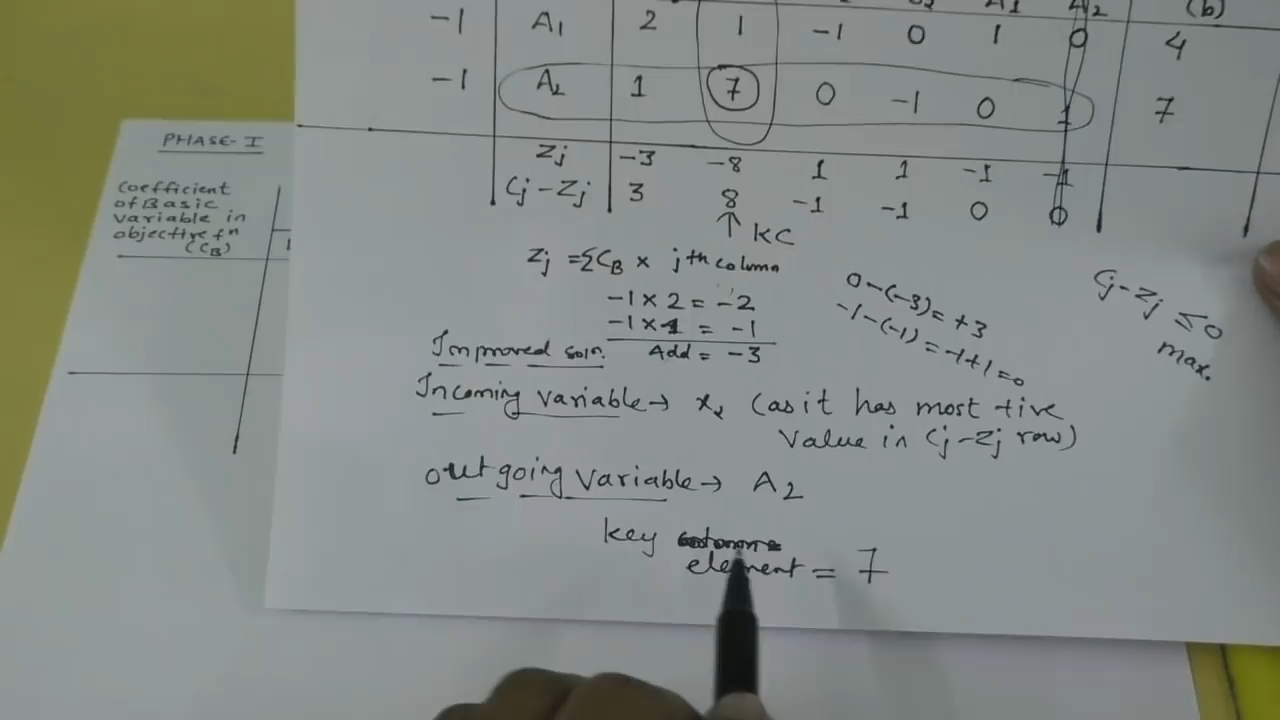 (b)
-1 A1 2 1 -1 0 1 0 4
-1 A2 1 7 0 -1 0 1 7
Zj -3 -8 1 1 -1 -1
Cj-Zj 3 8 -1 -1 0 0
↑ KC
Zj = ΣCB × jth column
-1 × 2 = -2
-1 × 1 = -1
Add = -3
0-(-3) = +3
-1-(-1) = -1+1=0
Cj-Zj ≤ 0
max.
Improved soln.
Incoming variable → x2 (as it has most +ive
value in Cj-Zj row)
outgoing variable → A2
key
element = 7
PHASE-I
Coefficient
of Basic
variable in
objective fn
(CB)